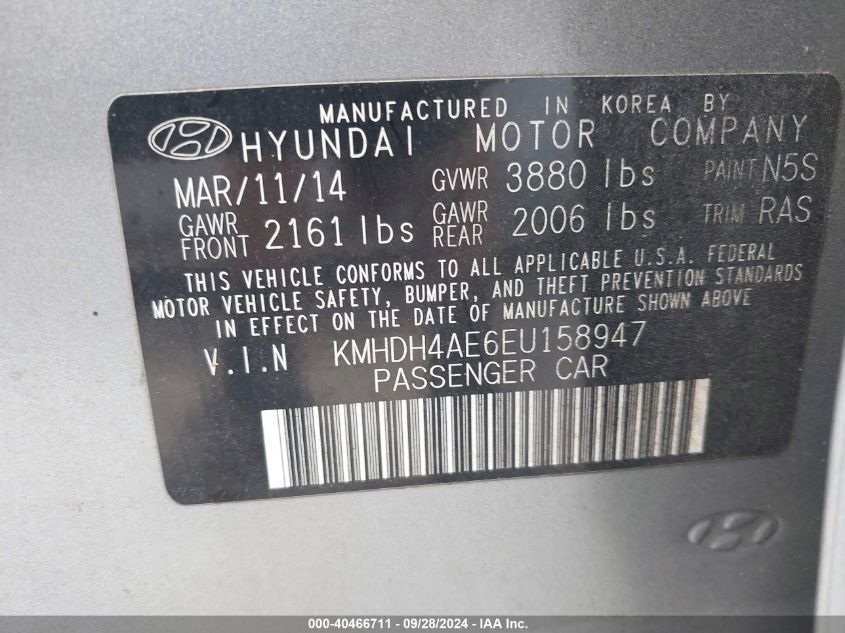 MANUFACTURED IN KOREA BY
HYUNDAI MOTOR COMPANY
MAR/11/14 GVWR 3880 lbs PAINT N5S
GAWR FRONT 2161 lbs GAWR REAR 2006 lbs TRIM RAS
THIS VEHICLE CONFORMS TO ALL APPLICABLE U.S.A. FEDERAL
MOTOR VEHICLE SAFETY, BUMPER, AND THEFT PREVENTION STANDARDS
IN EFFECT ON THE DATE OF MANUFACTURE SHOWN ABOVE
V.I.N KMHDH4AE6EU158947
PASSENGER CAR
000-40466711 - 09/28/2024 - IAA Inc.